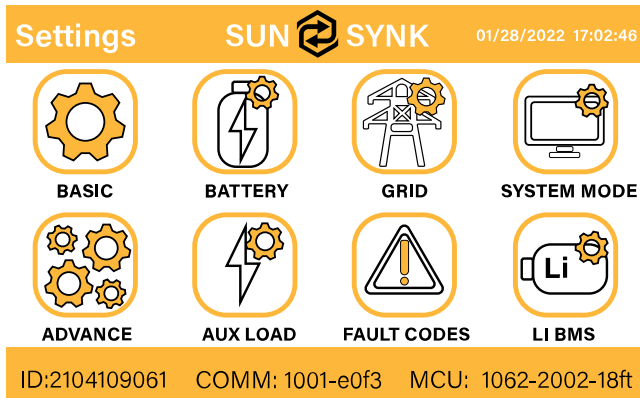 Settings SUN SYNK 01/28/2022 17:02:46
BASIC BATTERY GRID SYSTEM MODE
Li
ADVANCE AUX LOAD FAULT CODES LI BMS
ID:2104109061 COMM: 1001-e0f3 MCU: 1062-2002-18ft